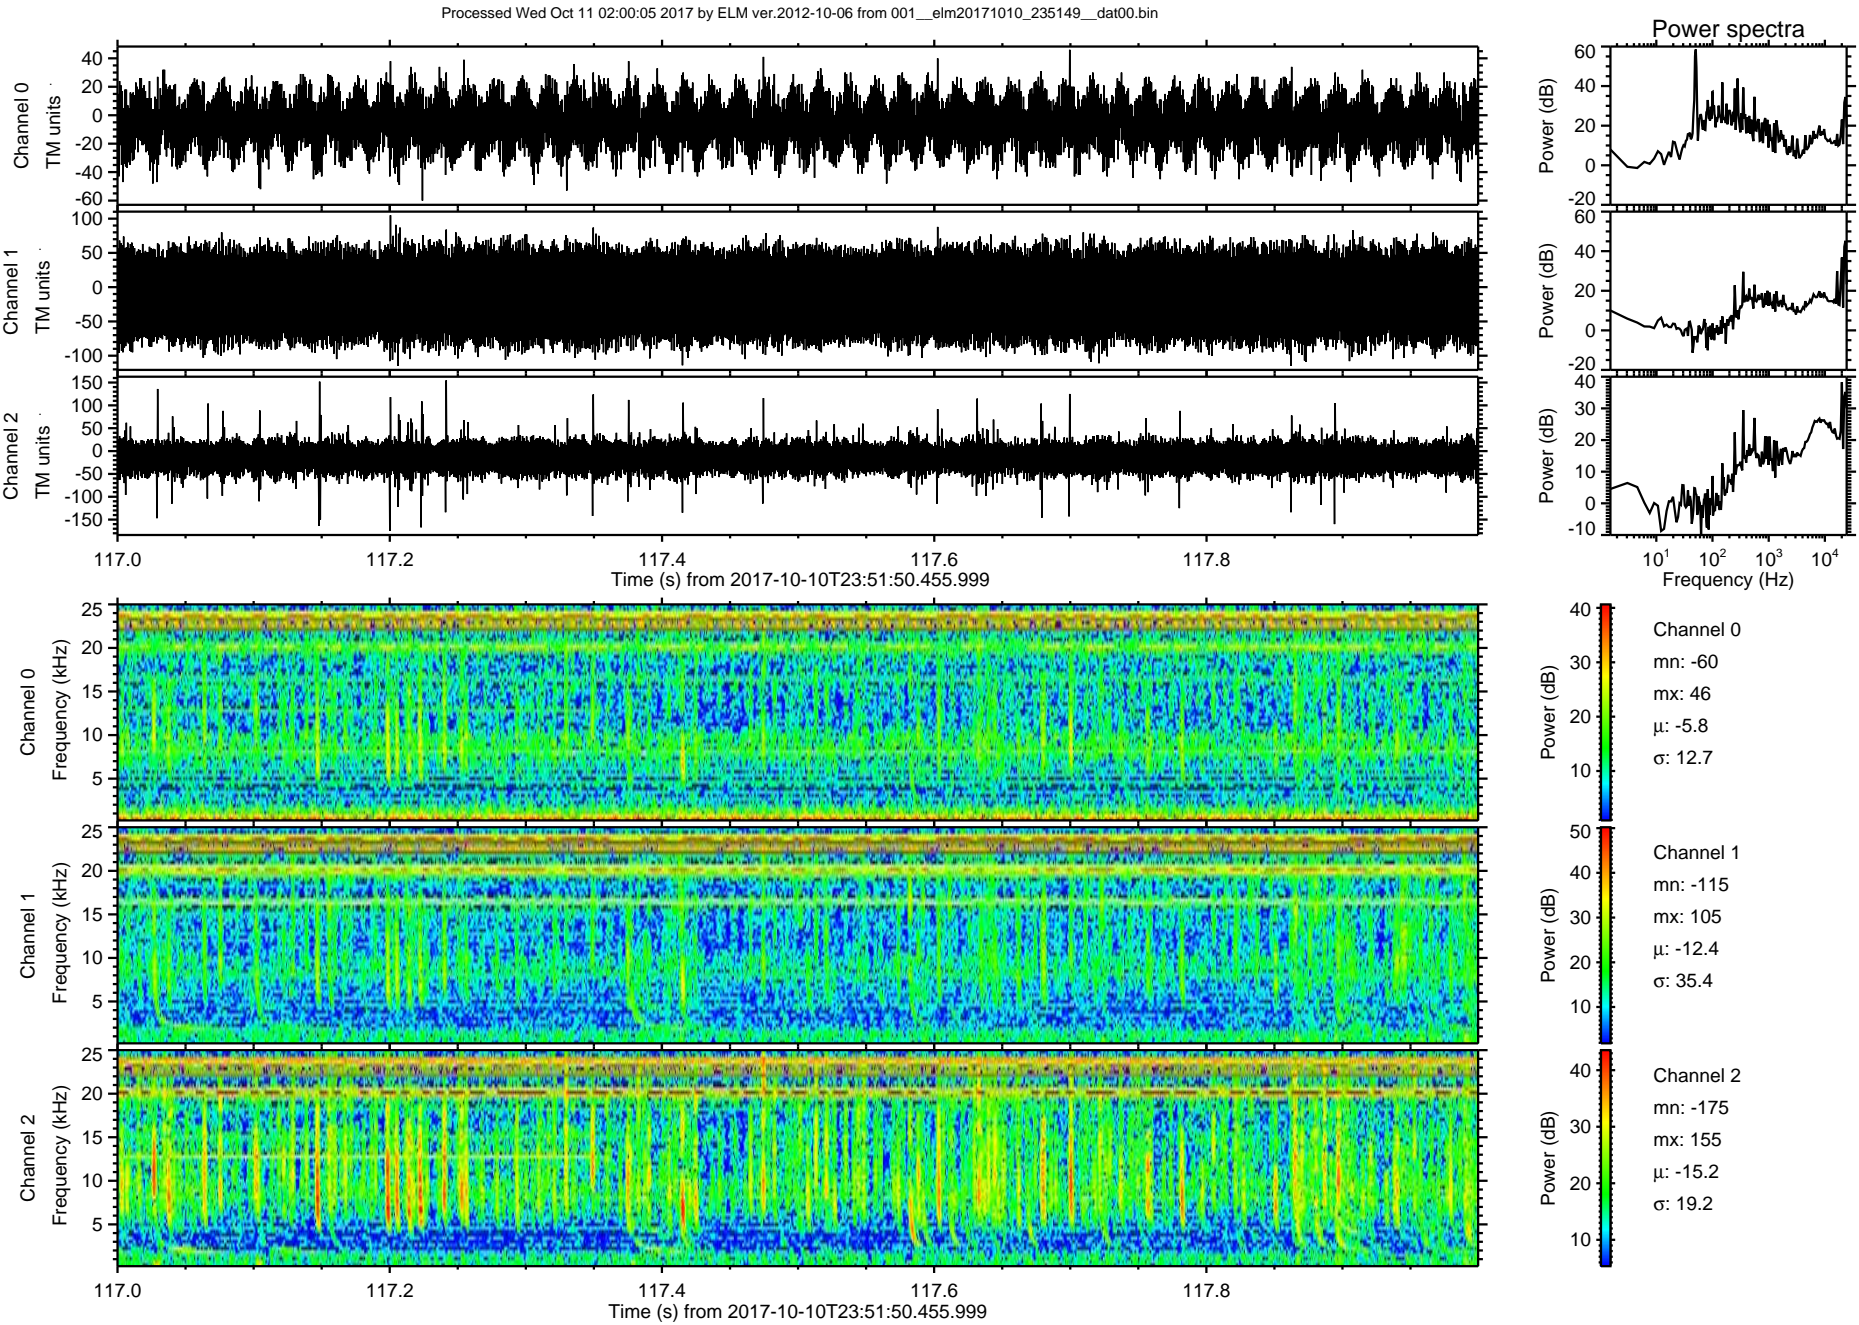 Processed Wed Oct 11 02:00:05 2017 by ELM ver.2012-10-06 from 001__elm20171010_235149__dat00.bin
Power spectra
Channel 0
TM units
40
20
0
-20
-40
-60
Power (dB)
60
40
20
0
-20
Channel 1
TM units
100
50
0
-50
-100
Power (dB)
60
40
20
0
-20
Channel 2
TM units
150
100
50
0
-50
-100
-150
Power (dB)
40
30
20
10
0
-10
117.0 117.2 117.4 117.6 117.8
Time (s) from 2017-10-10T23:51:50.455.999
10¹ 10² 10³ 10⁴
Frequency (Hz)
Channel 0
Frequency (kHz)
25
20
15
10
5
Power (dB)
40
30
20
10
Channel 0
mn: -60
mx: 46
µ: -5.8
σ: 12.7
Channel 1
Frequency (kHz)
25
20
15
10
5
Power (dB)
50
40
30
20
10
Channel 1
mn: -115
mx: 105
µ: -12.4
σ: 35.4
Channel 2
Frequency (kHz)
25
20
15
10
5
Power (dB)
40
30
20
10
Channel 2
mn: -175
mx: 155
µ: -15.2
σ: 19.2
117.0 117.2 117.4 117.6 117.8
Time (s) from 2017-10-10T23:51:50.455.999